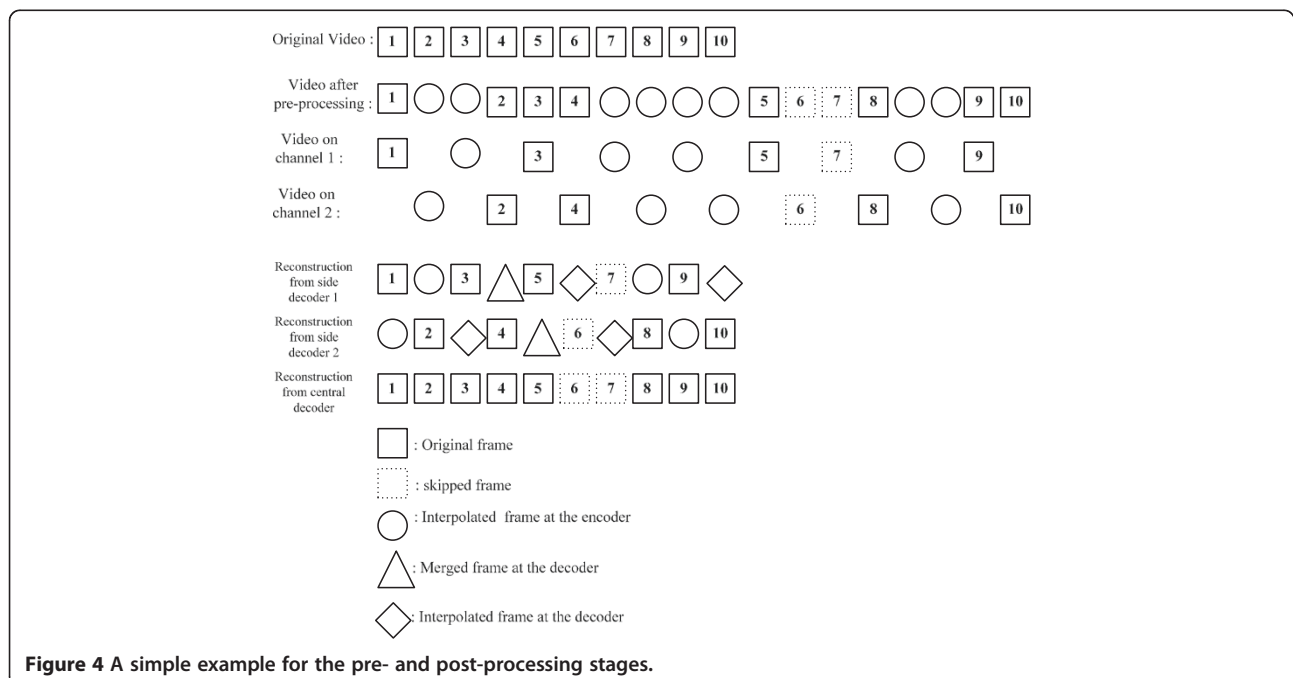 Original Video : 1 2 3 4 5 6 7 8 9 10
Video after
pre-processing : 1 2 3 4 5 6 7 8 9 10
Video on
channel 1 : 1 3 5 7 9
Video on
channel 2 : 2 4 6 8 10
Reconstruction
from side
decoder 1
1 3 5 7 9
Reconstruction
from side
decoder 2
2 4 6 8 10
Reconstruction
from central
decoder
1 2 3 4 5 6 7 8 9 10
: Original frame
: skipped frame
: Interpolated frame at the encoder
: Merged frame at the decoder
: Interpolated frame at the decoder
Figure 4 A simple example for the pre- and post-processing stages.